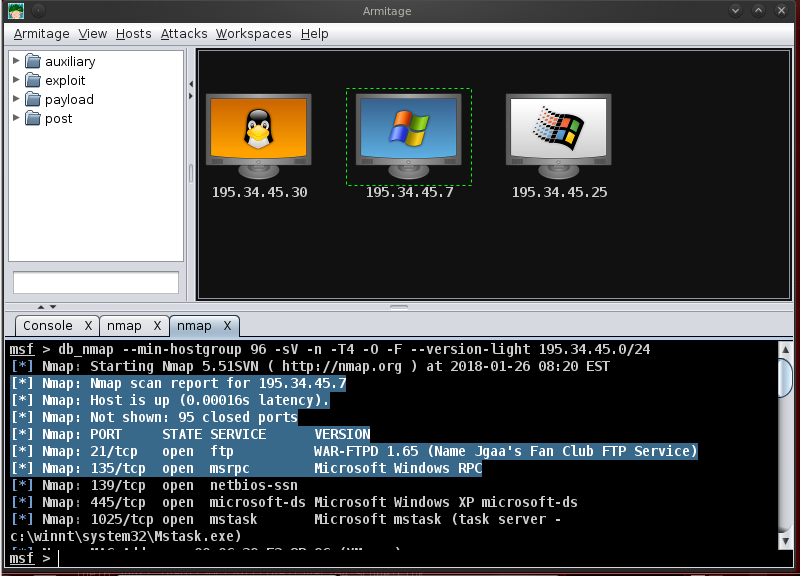 Armitage
Armitage View Hosts Attacks Workspaces Help
auxiliary
exploit
payload
post
195.34.45.30
195.34.45.7
195.34.45.25
Console X nmap X nmap X
msf > db_nmap --min-hostgroup 96 -sV -n -T4 -O -F --version-light 195.34.45.0/24
[*] Nmap: Starting Nmap 5.51SVN ( http://nmap.org ) at 2018-01-26 08:20 EST
[*] Nmap: Nmap scan report for 195.34.45.7
[*] Nmap: Host is up (0.00016s latency).
[*] Nmap: Not shown: 95 closed ports
[*] Nmap: PORT STATE SERVICE VERSION
[*] Nmap: 21/tcp open ftp WAR-FTPD 1.65 (Name Jgaa's Fan Club FTP Service)
[*] Nmap: 135/tcp open msrpc Microsoft Windows RPC
[*] Nmap: 139/tcp open netbios-ssn
[*] Nmap: 445/tcp open microsoft-ds Microsoft Windows XP microsoft-ds
[*] Nmap: 1025/tcp open mstask Microsoft mstask (task server -
c:\winnt\system32\Mstask.exe)
msf >